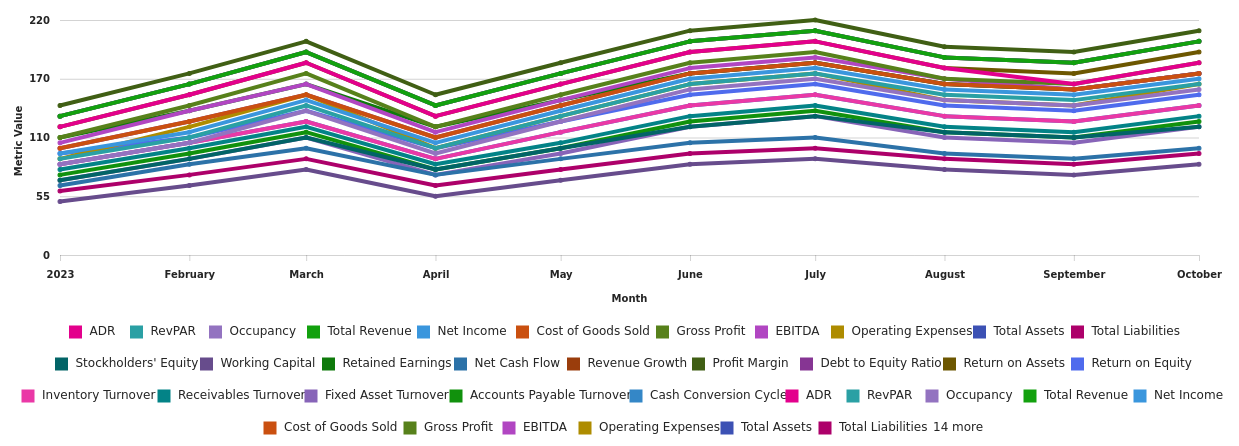 220
170
110
55
0
Metric Value
2023 February March April May June July August September October
Month
ADR RevPAR Occupancy Total Revenue Net Income Cost of Goods Sold Gross Profit EBITDA Operating Expenses Total Assets Total Liabilities
Stockholders' Equity Working Capital Retained Earnings Net Cash Flow Revenue Growth Profit Margin Debt to Equity Ratio Return on Assets Return on Equity
Inventory Turnover Receivables Turnover Fixed Asset Turnover Accounts Payable Turnover Cash Conversion Cycle ADR RevPAR Occupancy Total Revenue Net Income
Cost of Goods Sold Gross Profit EBITDA Operating Expenses Total Assets Total Liabilities 14 more